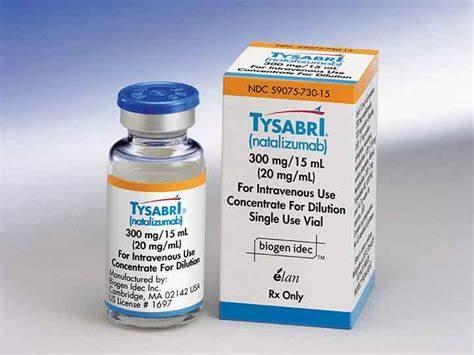 TYSABRI®
(natalizumab)
300 mg/15 mL
(20 mg/mL)
For Intravenous Use
Concentrate For Dilution
Manufactured by:
Biogen Idec Inc.
Cambridge, MA 02142 USA
US License # 1697
NDC 59075-730-15
TYSABRI
(natalizumab)
300 mg/15 mL
(20 mg/mL)
For Intravenous Use
Concentrate For Dilution
Single Use Vial
biogen idec™
élan
Rx Only